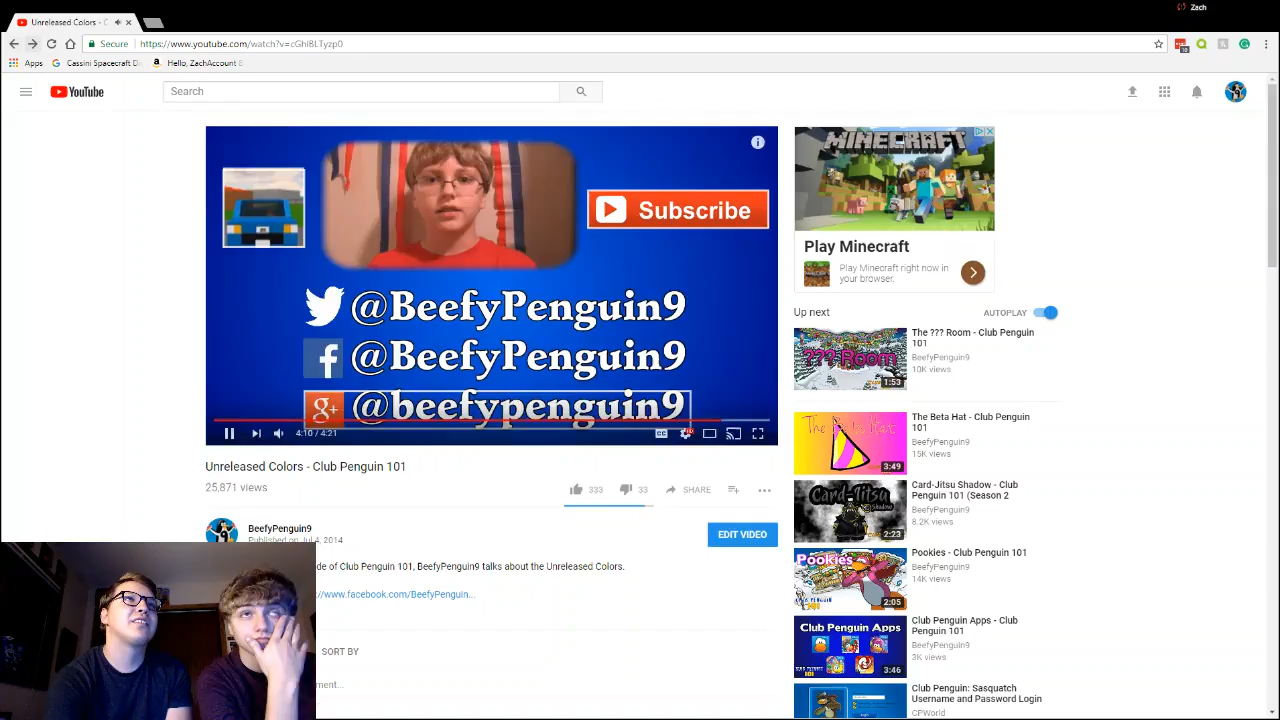 Zach
Unreleased Colors - C
Secure
https://www.youtube.com/watch?v=cGhIBLTyzp0
Apps
Cassini Spacecraft Di
Hello, ZachAccount &
YouTube
Search
Subscribe
@BeefyPenguin9
@BeefyPenguin9
@beefypenguin9
4:10 / 4:21
CC
Unreleased Colors - Club Penguin 101
25,871 views
333
33
SHARE
BeefyPenguin9
Published on Jul 4, 2014
EDIT VIDEO
de of Club Penguin 101, BeefyPenguin9 talks about the Unreleased Colors.
//www.facebook.com/BeefyPenguin...
SORT BY
ment...
MINECRAFT
Play Minecraft
Play Minecraft right now in
your browser.
Up next
AUTOPLAY
??? Room
1:53
The ??? Room - Club Penguin
101
BeefyPenguin9
10K views
The Beta Hat
3:49
The Beta Hat - Club Penguin
101
BeefyPenguin9
15K views
Card-Jitsu
Shadow
2:23
Card-Jitsu Shadow - Club
Penguin 101 (Season 2
BeefyPenguin9
8.2K views
Pookies
2:05
Pookies - Club Penguin 101
BeefyPenguin9
14K views
Club Penguin Apps
3:46
Club Penguin Apps - Club
Penguin 101
BeefyPenguin9
3K views
Club Penguin: Sasquatch
Username and Password Login
CPWorld